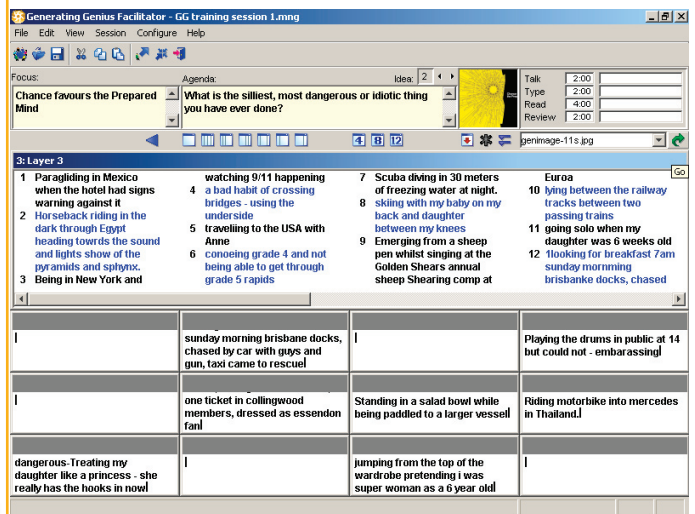 Generating Genius Facilitator - GG training session 1.mng
File Edit View Session Configure Help
Focus:
Chance favours the Prepared
Mind
Agenda:
What is the silliest, most dangerous or idiotic thing
you have ever done?
Idea: 2
Talk 2:00
Type 2:00
Read 4:00
Review 2:00
4 8 12
genimage-11s.jpg
Go
3: Layer 3
1 Paragliding in Mexico
when the hotel had signs
warning against it
2 Horseback riding in the
dark through Egypt
heading towrds the sound
and lights show of the
pyramids and sphynx.
3 Being in New York and
watching 9/11 happening
4 a bad habit of crossing
bridges - using the
underside
5 traveliing to the USA with
Anne
6 conoeing grade 4 and not
being able to get through
grade 5 rapids
7 Scuba diving in 30 meters
of freezing water at night.
8 skiing with my baby on my
back and daughter
between my knees
9 Emerging from a sheep
pen whilst singing at the
Golden Shears annual
sheep Shearing comp at
Euroa
10 lying between the railway
tracks between two
passing trains
11 going solo when my
daughter was 6 weeks old
12 1looking for breakfast 7am
sunday mornming
brisbanke docks, chased
sunday morning brisbane docks,
chased by car with guys and
gun, taxi came to rescue
Playing the drums in public at 14
but could not - embarassing
one ticket in collingwood
members, dressed as essendon
fan
Standing in a salad bowl while
being paddled to a larger vessel
Riding motorbike into mercedes
in Thailand.
dangerous-Treating my
daughter like a princess - she
really has the hooks in now
jumping from the top of the
wardrobe pretending i was
super woman as a 6 year old